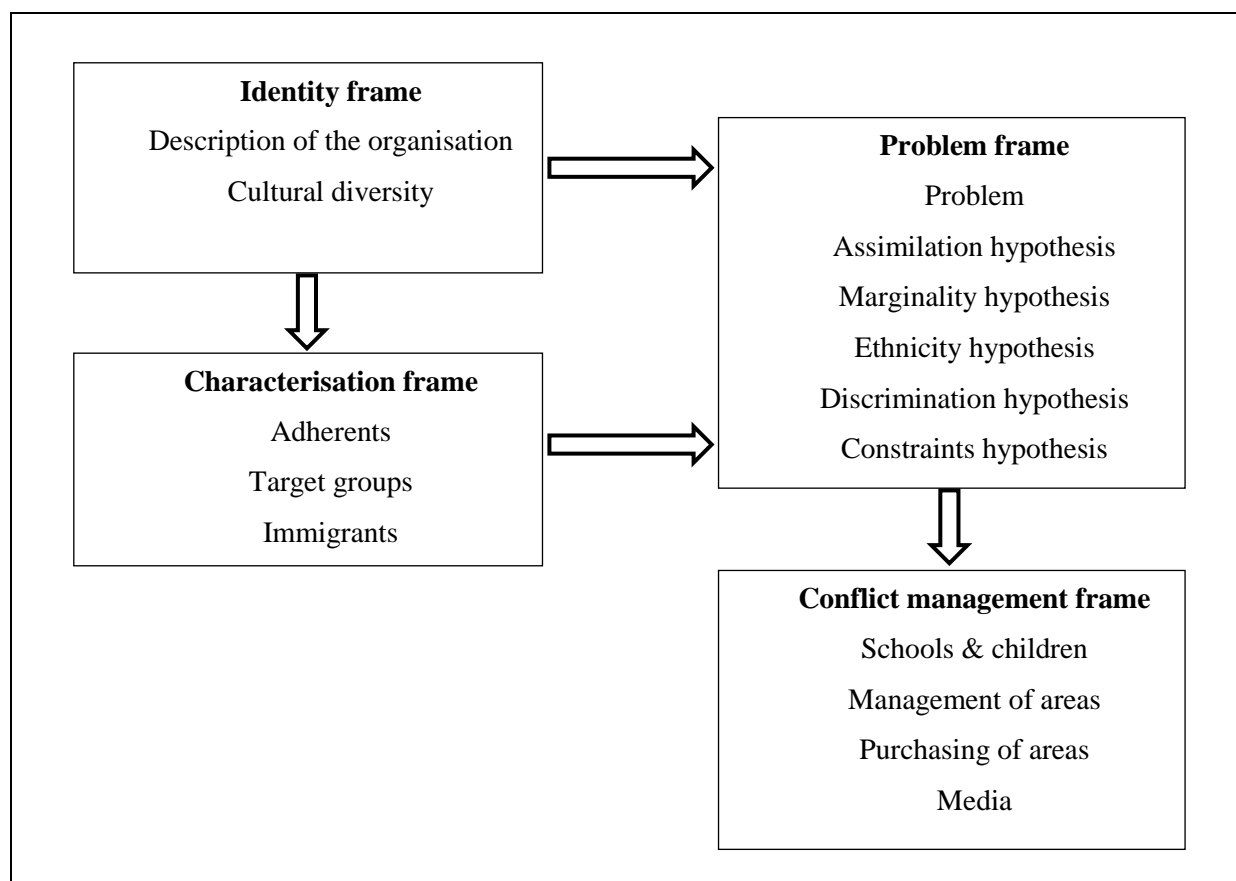 Identity frame
Description of the organisation
Cultural diversity
Characterisation frame
Adherents
Target groups
Immigrants
Problem frame
Problem
Assimilation hypothesis
Marginality hypothesis
Ethnicity hypothesis
Discrimination hypothesis
Constraints hypothesis
Conflict management frame
Schools & children
Management of areas
Purchasing of areas
Media